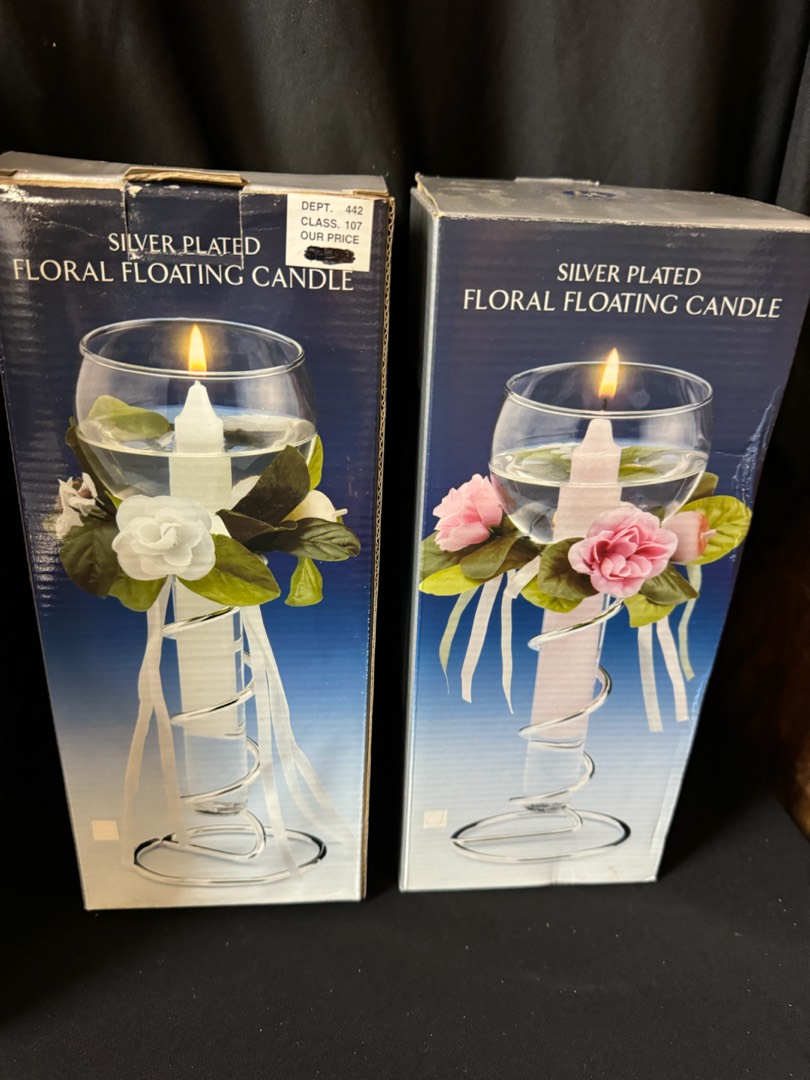 DEPT. 442
CLASS. 107
OUR PRICE
SILVER PLATED
FLORAL FLOATING CANDLE
SILVER PLATED
FLORAL FLOATING CANDLE